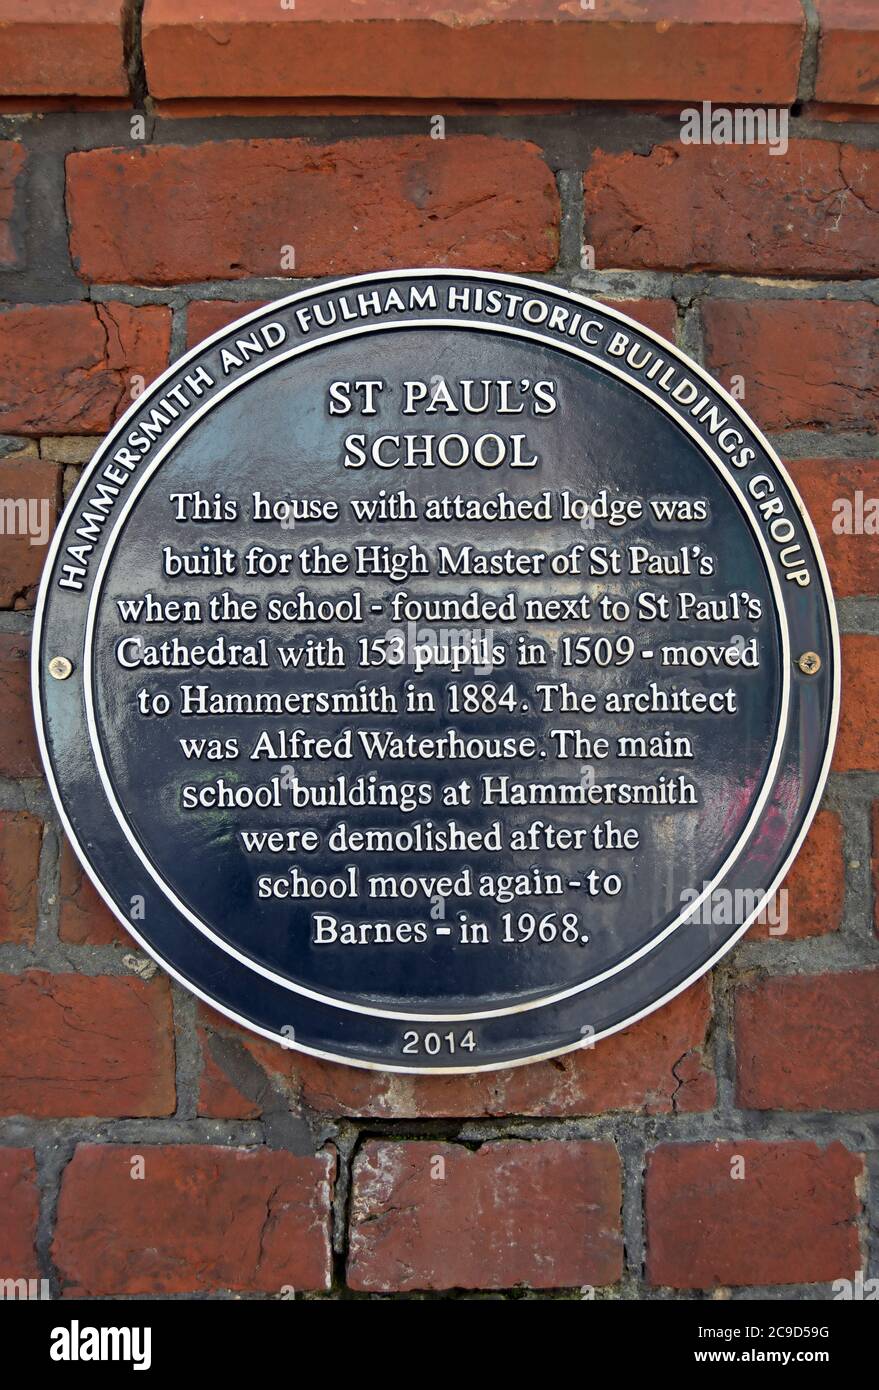 HAMMERSMITH AND FULHAM HISTORIC BUILDINGS GROUP
ST PAUL'S
SCHOOL
This house with attached lodge was
built for the High Master of St Paul's
when the school - founded next to St Paul's
Cathedral with 153 pupils in 1509 - moved
to Hammersmith in 1884. The architect
was Alfred Waterhouse. The main
school buildings at Hammersmith
were demolished after the
school moved again - to
Barnes - in 1968.
2014
alamy
Image ID: 2C9D59G
www.alamy.com